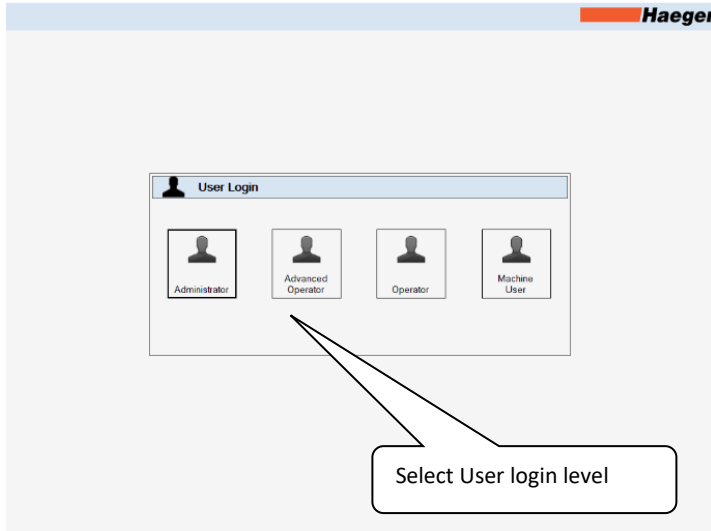 Haeger
User Login
Administrator
Advanced
Operator
Operator
Machine
User
Select User login level